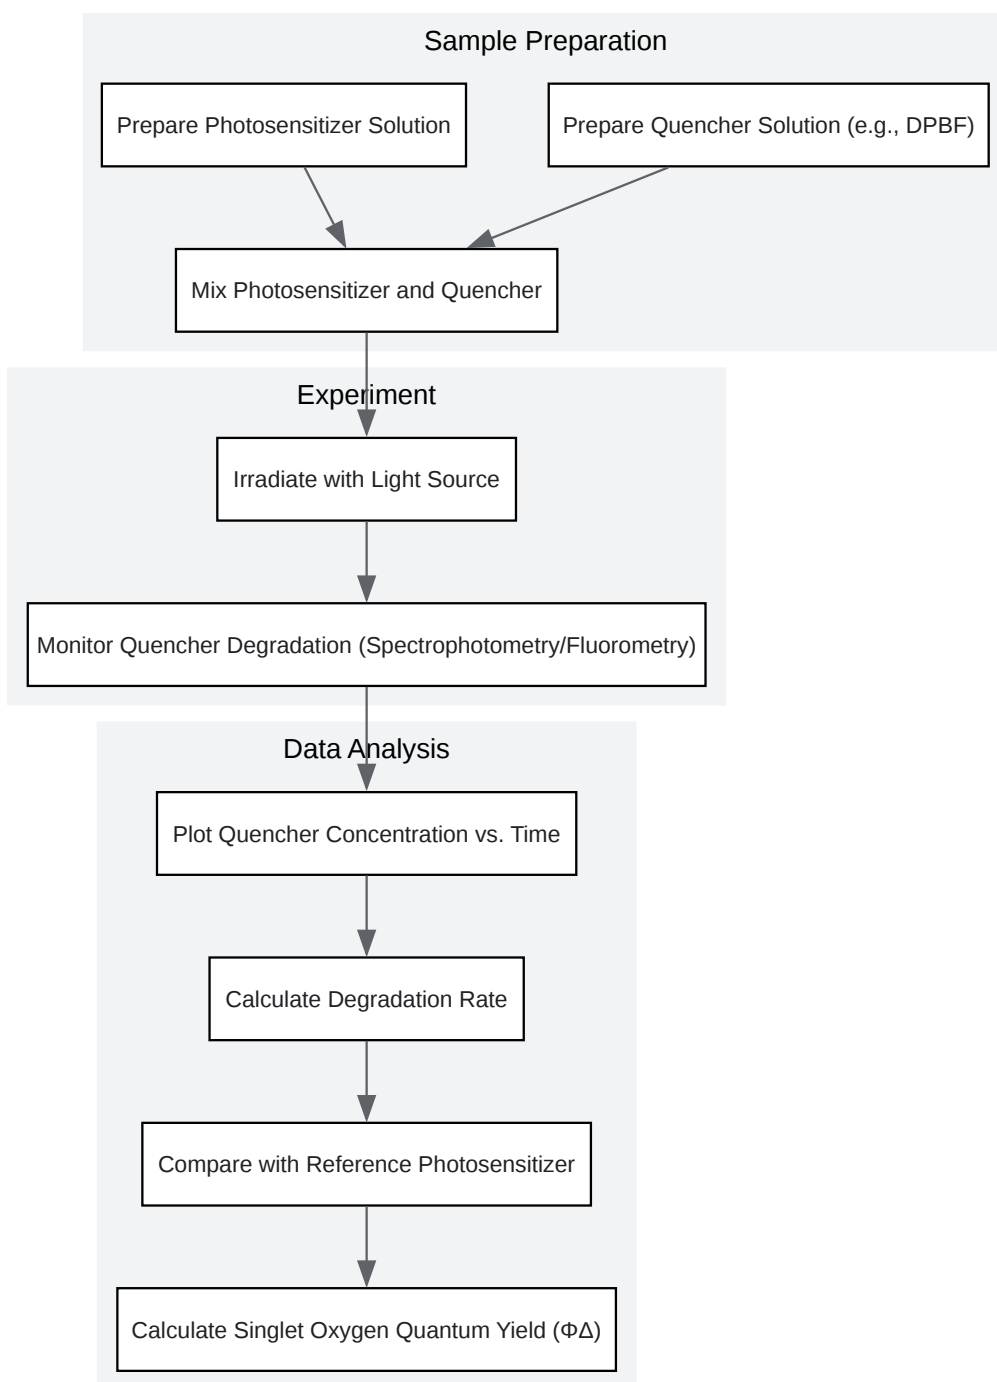 Sample Preparation
Prepare Photosensitizer Solution
Prepare Quencher Solution (e.g., DPBF)
Mix Photosensitizer and Quencher
Experiment
Irradiate with Light Source
Monitor Quencher Degradation (Spectrophotometry/Fluorometry)
Data Analysis
Plot Quencher Concentration vs. Time
Calculate Degradation Rate
Compare with Reference Photosensitizer
Calculate Singlet Oxygen Quantum Yield (ΦΔ)